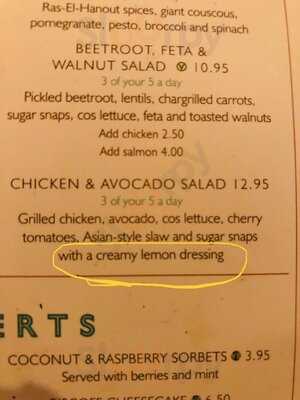 Ras-El-Hanout spices, giant couscous,
pomegranate, pesto, broccoli and spinach
BEETROOT, FETA &
WALNUT SALAD Ⓥ 10.95
3 of your 5 a day
Pickled beetroot, lentils, chargrilled carrots,
sugar snaps, cos lettuce, feta and toasted walnuts
Add chicken 2.50
Add salmon 4.00
CHICKEN & AVOCADO SALAD 12.95
3 of your 5 a day
Grilled chicken, avocado, cos lettuce, cherry
tomatoes, Asian-style slaw and sugar snaps
with a creamy lemon dressing
ERTS
COCONUT & RASPBERRY SORBETS 3.95
Served with berries and mint
CHEESECAKE 6.50